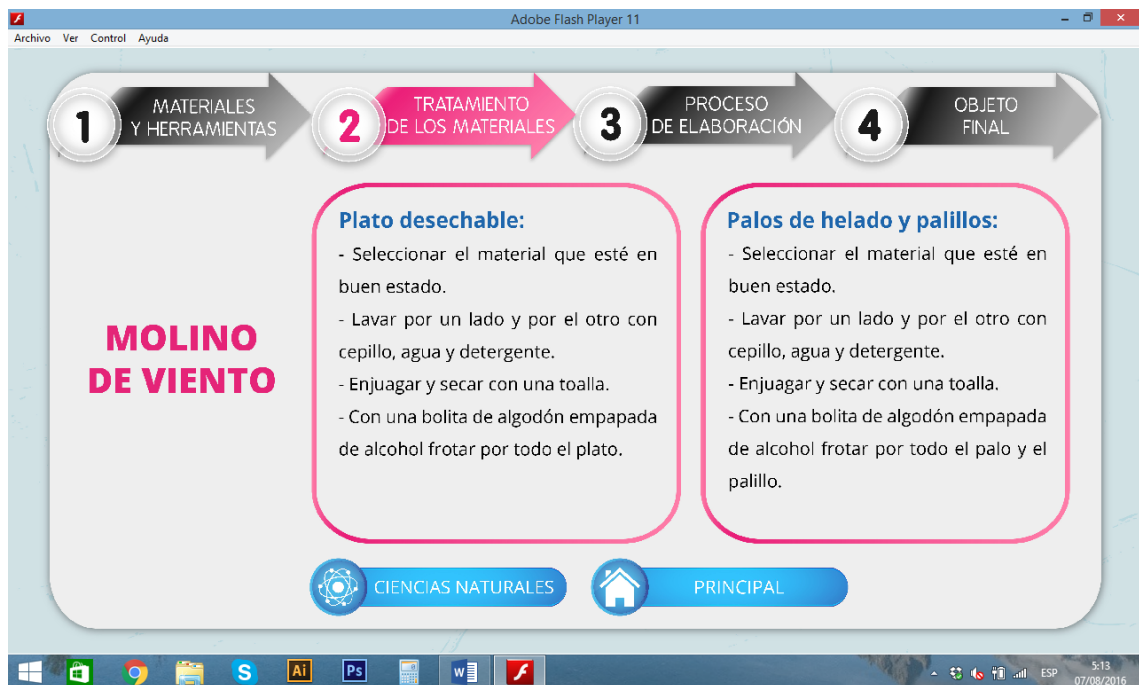 Adobe Flash Player 11
Archivo Ver Control Ayuda
1 MATERIALES
Y HERRAMIENTAS
2 TRATAMIENTO
DE LOS MATERIALES
3 PROCESO
DE ELABORACIÓN
4 OBJETO
FINAL
MOLINO
DE VIENTO
Plato desechable:
- Seleccionar el material que esté en
buen estado.
- Lavar por un lado y por el otro con
cepillo, agua y detergente.
- Enjuagar y secar con una toalla.
- Con una bolita de algodón empapada
de alcohol frotar por todo el plato.
Palos de helado y palillos:
- Seleccionar el material que esté en
buen estado.
- Lavar por un lado y por el otro con
cepillo, agua y detergente.
- Enjuagar y secar con una toalla.
- Con una bolita de algodón empapada
de alcohol frotar por todo el palo y el
palillo.
CIENCIAS NATURALES
PRINCIPAL
S
Ai
Ps
W
ESP
5:13
07/08/2016